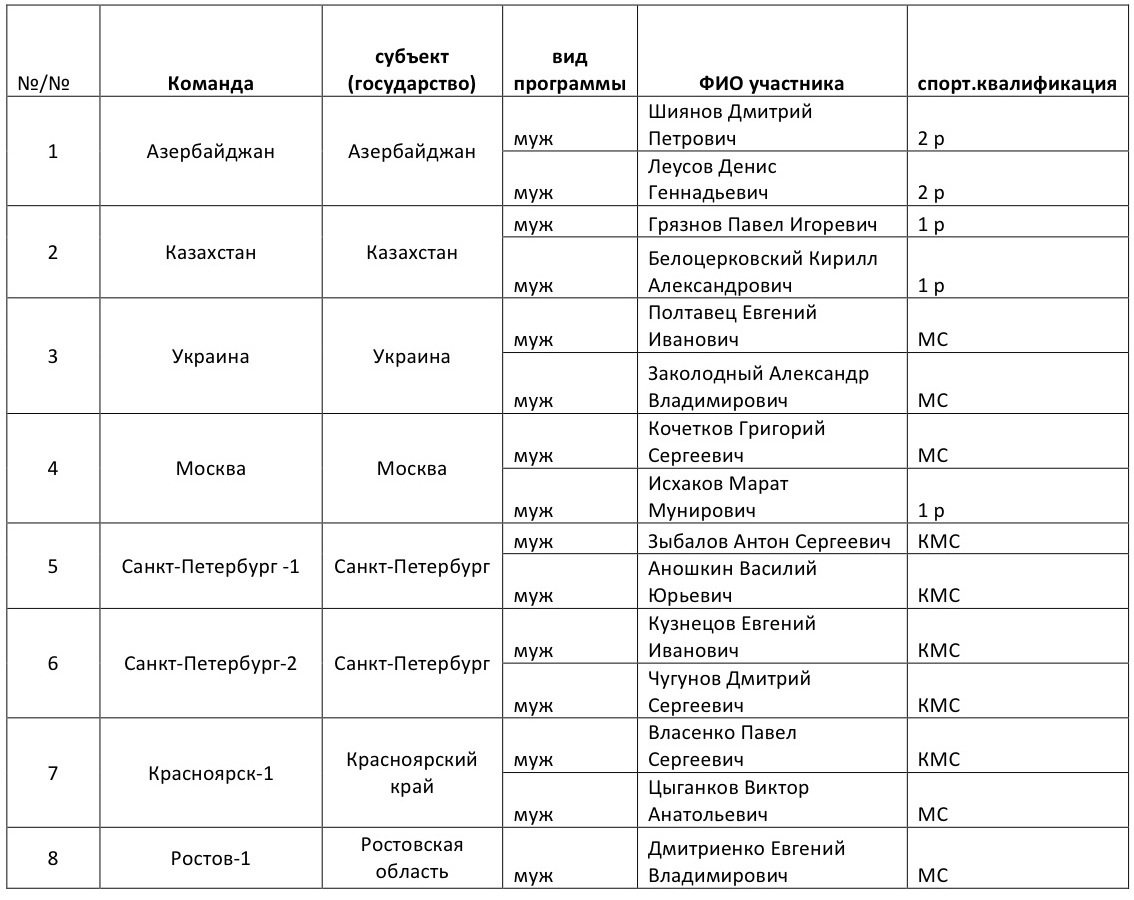 №/№ Команда субъект (государство) вид программы ФИО участника спорт.квалификация
1 Азербайджан Азербайджан муж Шиянов Дмитрий Петрович 2 р
муж Леусов Денис Геннадьевич 2 р
2 Казахстан Казахстан муж Грязнов Павел Игоревич 1 р
муж Белоцерковский Кирилл Александрович 1 р
3 Украина Украина муж Полтавец Евгений Иванович МС
муж Заколодный Александр Владимирович МС
4 Москва Москва муж Кочетков Григорий Сергеевич МС
муж Исхаков Марат Мунирович 1 р
5 Санкт-Петербург -1 Санкт-Петербург муж Зыбалов Антон Сергеевич КМС
муж Аношкин Василий Юрьевич КМС
6 Санкт-Петербург-2 Санкт-Петербург муж Кузнецов Евгений Иванович КМС
муж Чугунов Дмитрий Сергеевич КМС
7 Красноярск-1 Красноярский край муж Власенко Павел Сергеевич КМС
муж Цыганков Виктор Анатольевич МС
8 Ростов-1 Ростовская область муж Дмитриенко Евгений Владимирович МС